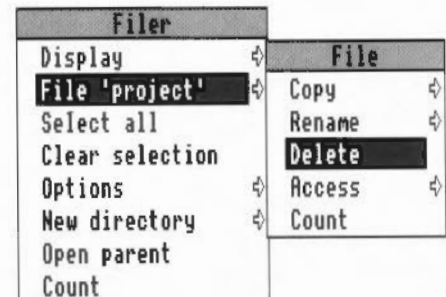 Filer
Display
File 'project'
Select all
Clear selection
Options
New directory
Open parent
Count
File
Copy
Rename
Delete
Access
Count